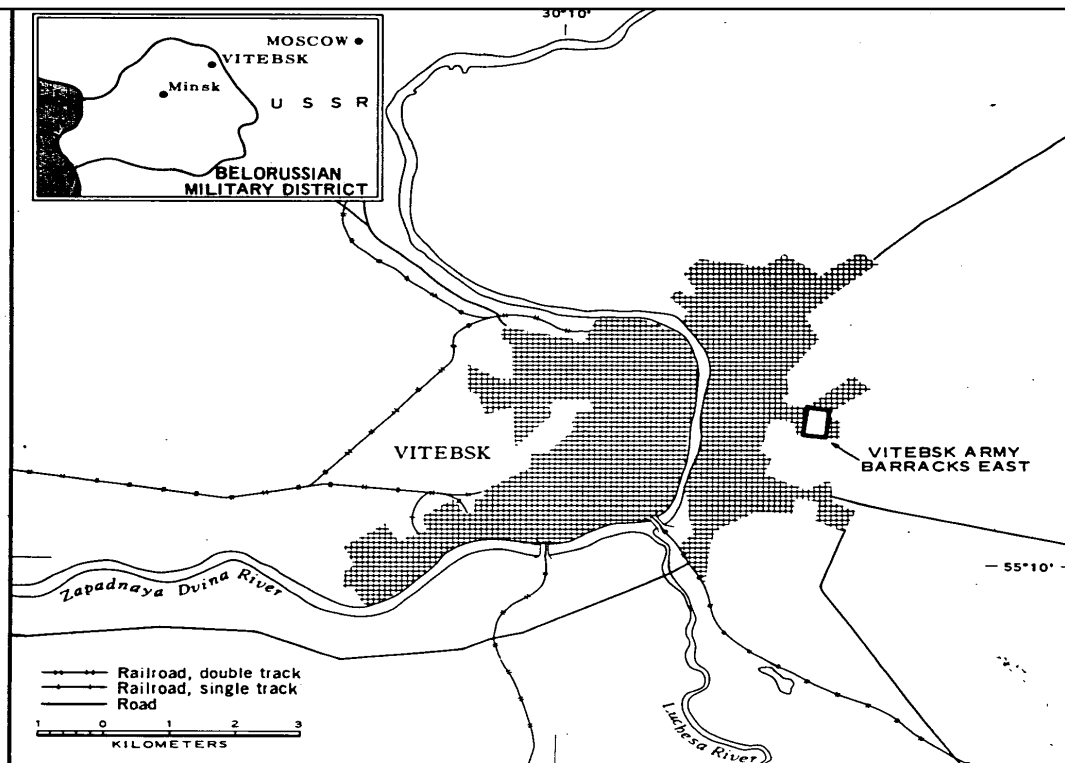 30°10'
MOSCOW
VITEBSK
Minsk
U S S R
BELORUSSIAN
MILITARY DISTRICT
VITEBSK
VITEBSK ARMY
BARRACKS EAST
55°10'
Zapadnaya Dvina River
Luchesa River
Railroad, double track
Railroad, single track
Road
1 0 1 2 3
KILOMETERS